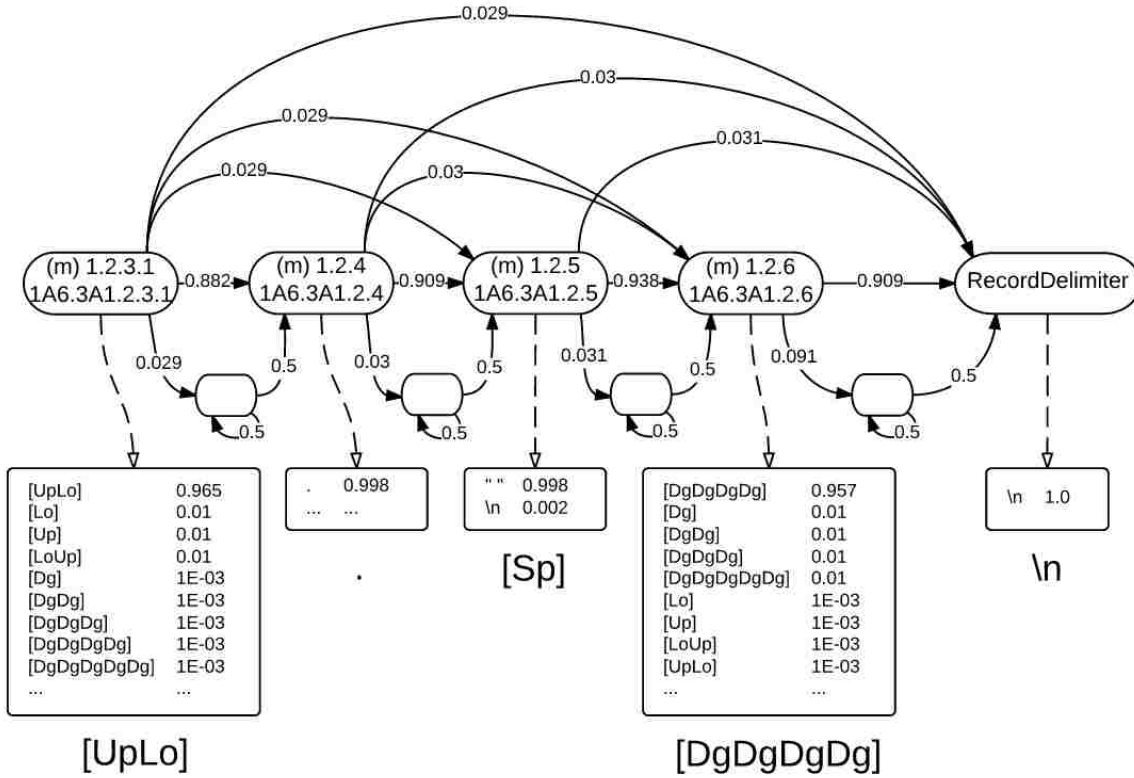 0.029
0.03
0.029
0.031
0.029
0.03
(m) 1.2.3.1
1A6.3A1.2.3.1
0.882
(m) 1.2.4
1A6.3A1.2.4
0.909
(m) 1.2.5
1A6.3A1.2.5
0.938
(m) 1.2.6
1A6.3A1.2.6
0.909
RecordDelimiter
0.029
0.5
0.03
0.5
0.031
0.5
0.091
0.5
0.5
0.5
0.5
0.5
[UpLo] 0.965
[Lo] 0.01
[Up] 0.01
[LoUp] 0.01
[Dg] 1E-03
[DgDg] 1E-03
[DgDgDg] 1E-03
[DgDgDgDg] 1E-03
[DgDgDgDgDg] 1E-03
... ...
[UpLo]
. 0.998
... ...
.
" " 0.998
\n 0.002
[Sp]
[DgDgDgDg] 0.957
[Dg] 0.01
[DgDg] 0.01
[DgDgDg] 0.01
[DgDgDgDgDg] 0.01
[Lo] 1E-03
[Up] 1E-03
[LoUp] 1E-03
[UpLo] 1E-03
... ...
[DgDgDgDg]
\n 1.0
\n